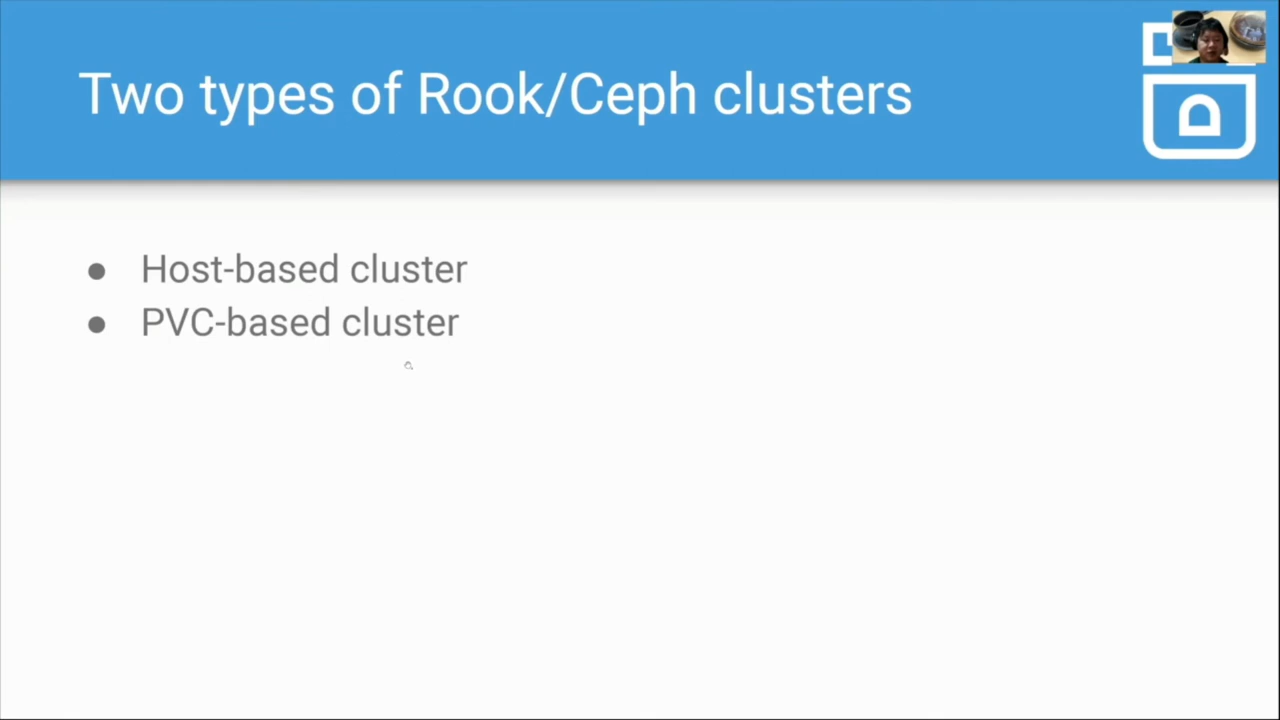 Two types of Rook/Ceph clusters
● Host-based cluster
● PVC-based cluster